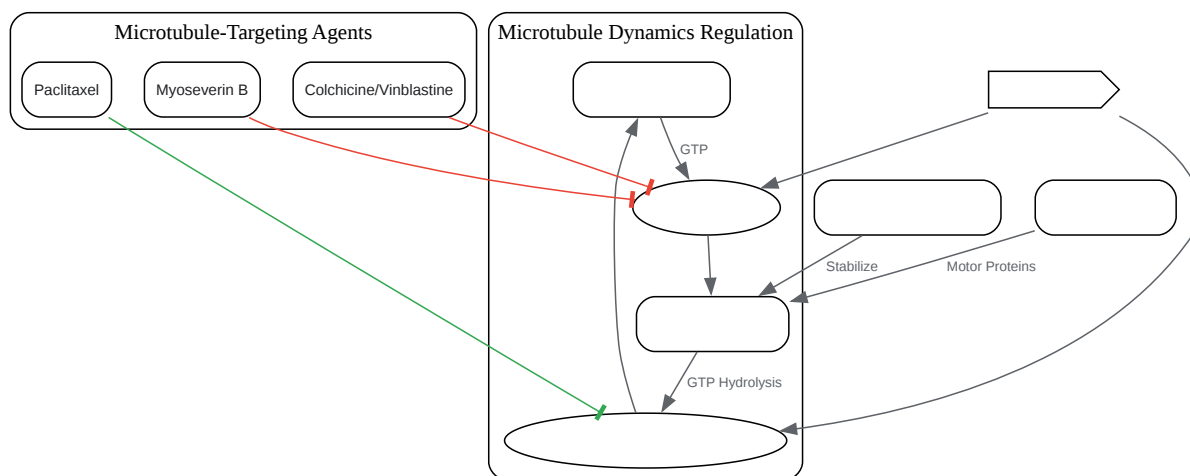 Microtubule-Targeting Agents
Microtubule Dynamics Regulation
Paclitaxel
Myoseverin B
Colchicine/Vinblastine
GTP
Stabilize
Motor Proteins
GTP Hydrolysis